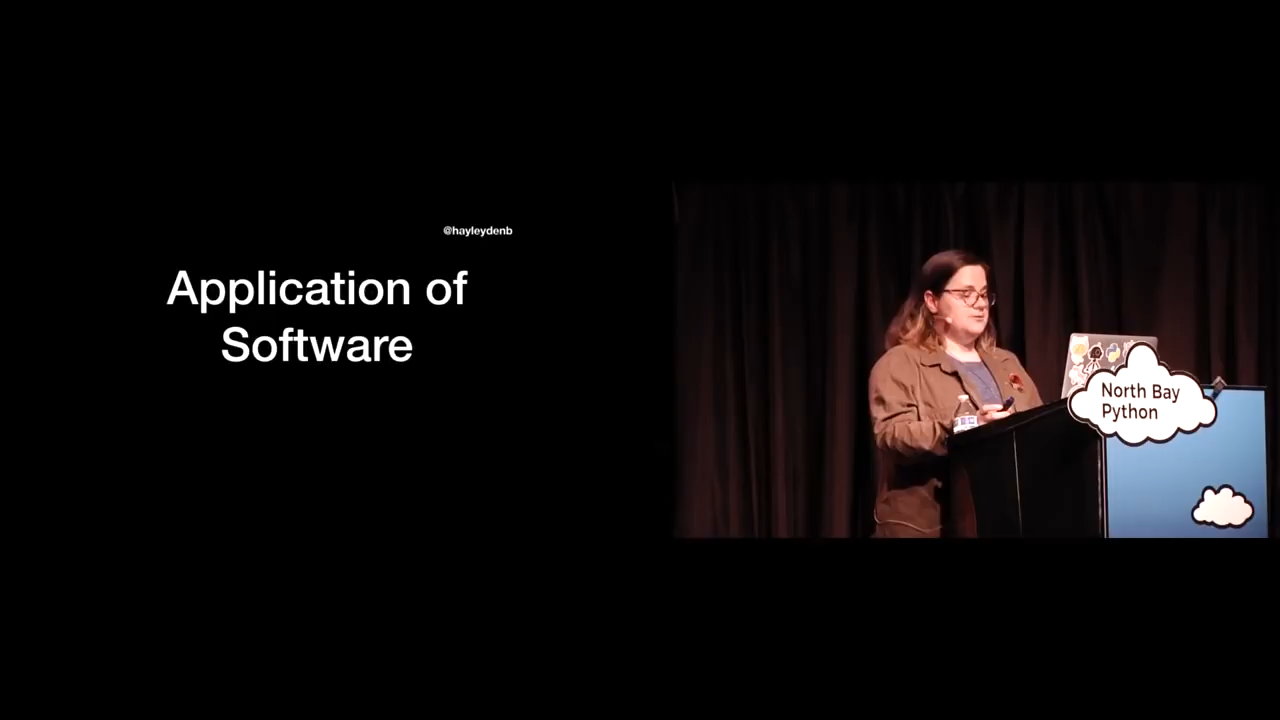 @hayleydenb
Application of
Software
North Bay
Python